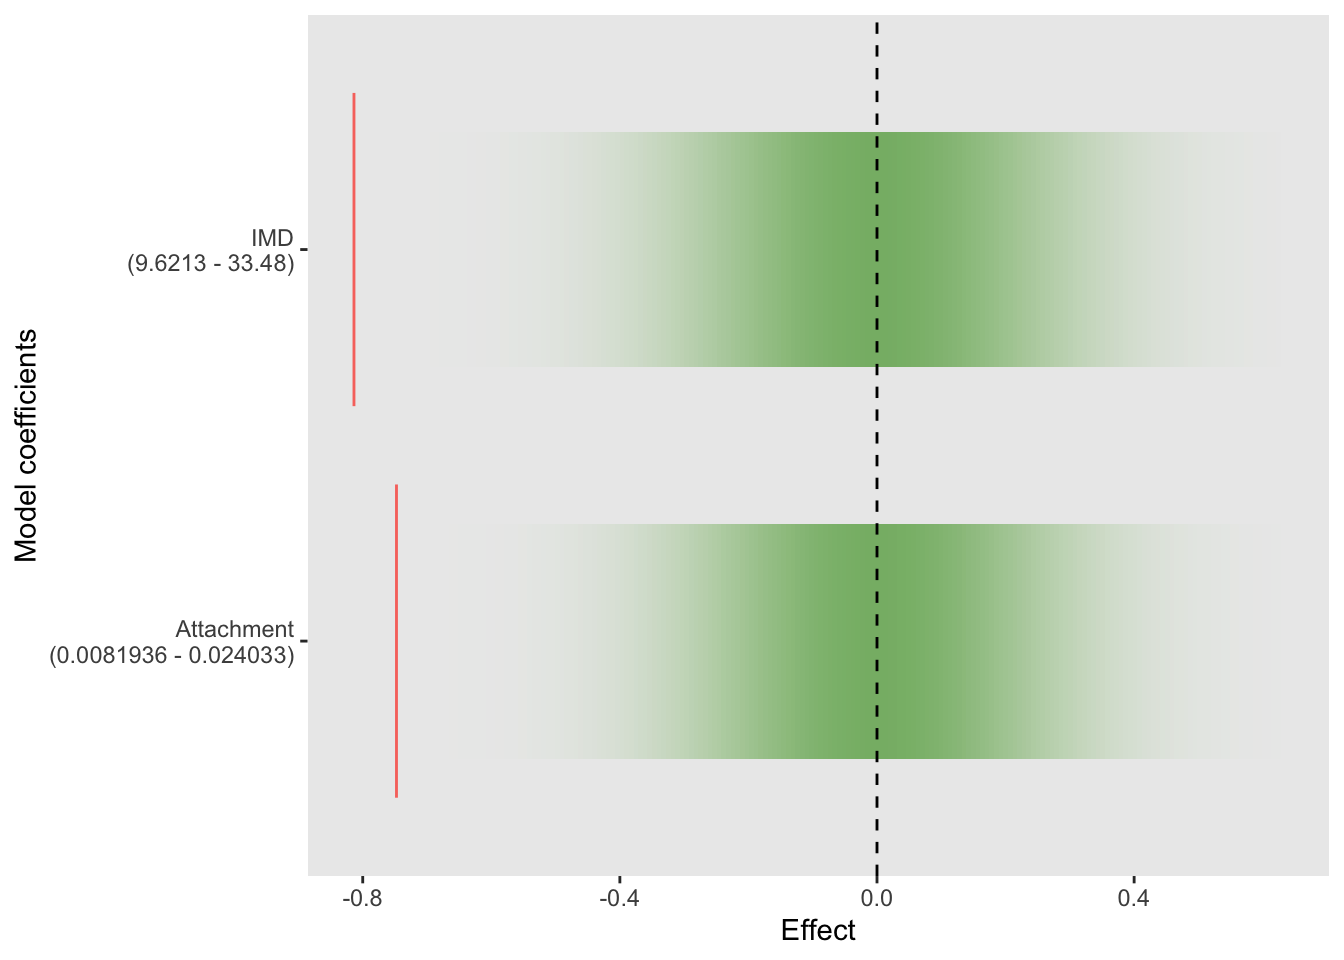 Model coefficients
IMD
(9.6213 - 33.48)
Attachment
(0.0081936 - 0.024033)
-0.8
-0.4
0.0
0.4
Effect